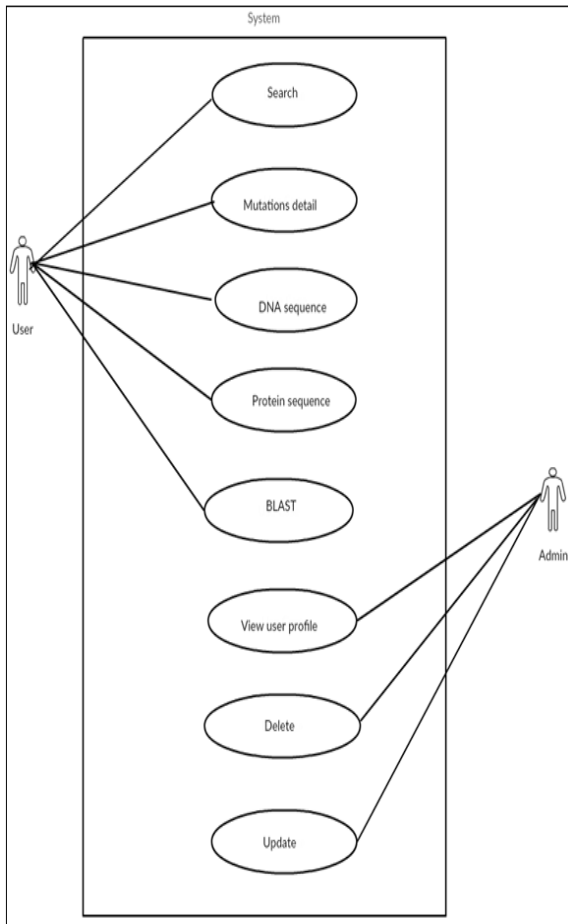 System
Search
Mutations detail
DNA sequence
User
Protein sequence
BLAST
Admin
View user profile
Delete
Update